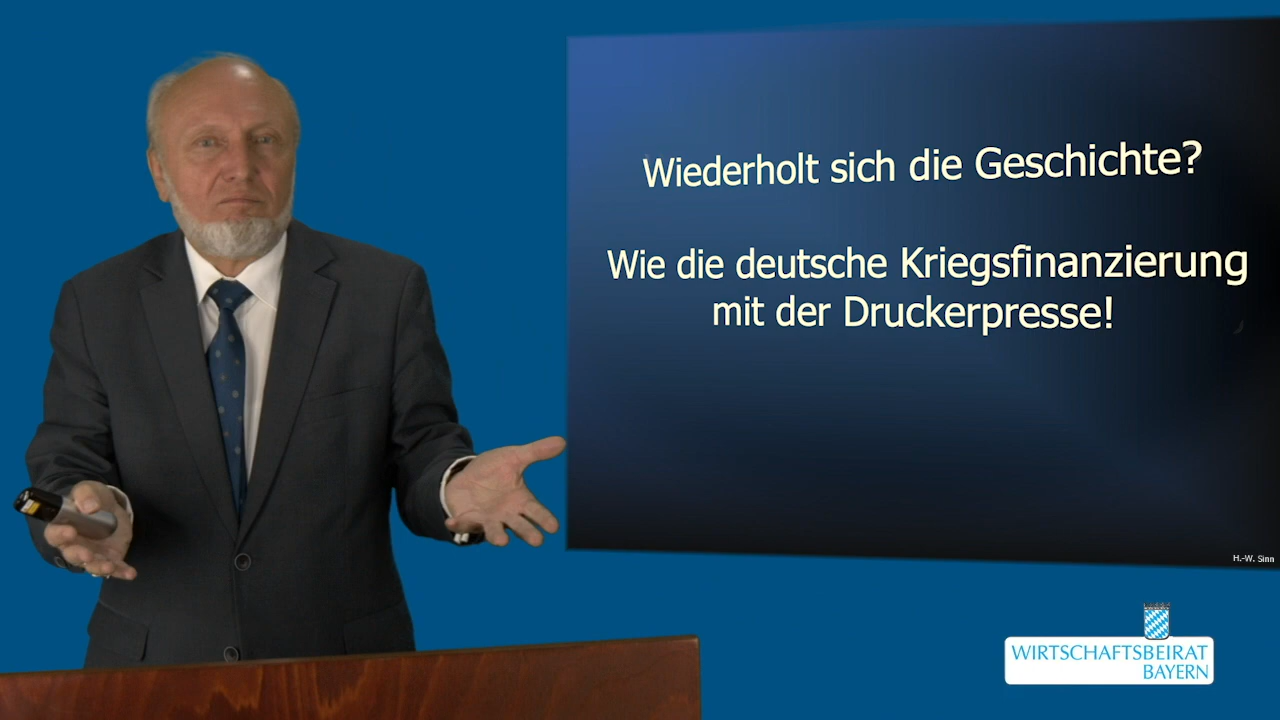 Wiederholt sich die Geschichte?
Wie die deutsche Kriegsfinanzierung
mit der Druckerpresse!
H.-W. Sinn
WIRTSCHAFTSBEIRAT
BAYERN